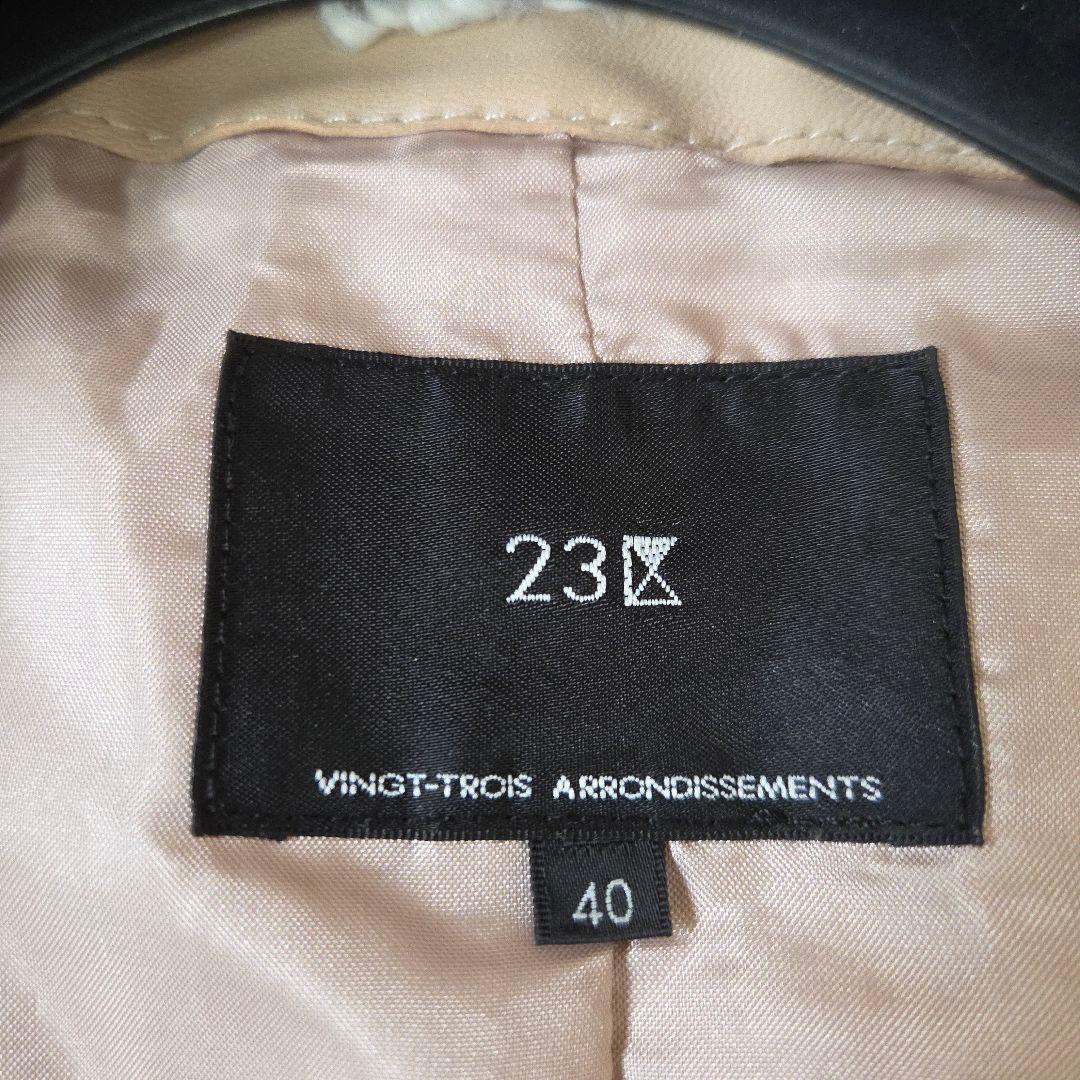 23区
VINGT-TROIS ARRONDISSEMENTS
40